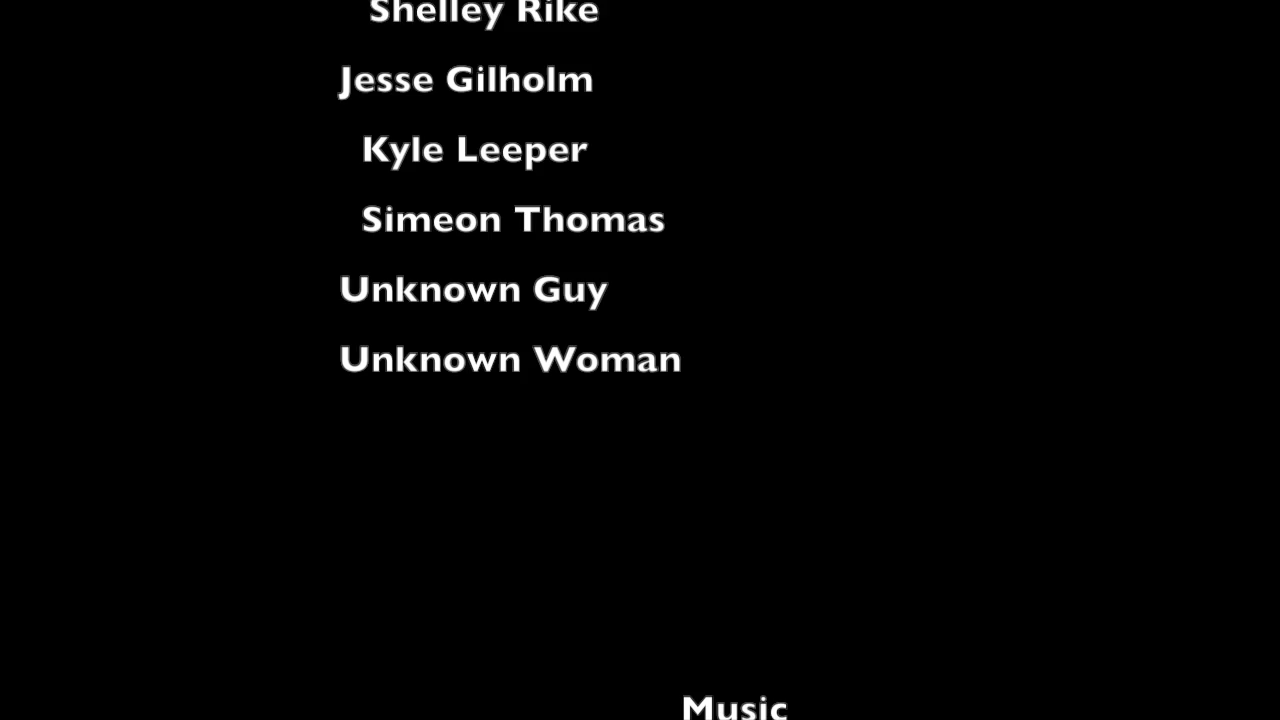 Shelley Rike
Jesse Gilholm
Kyle Leeper
Simeon Thomas
Unknown Guy
Unknown Woman
Music